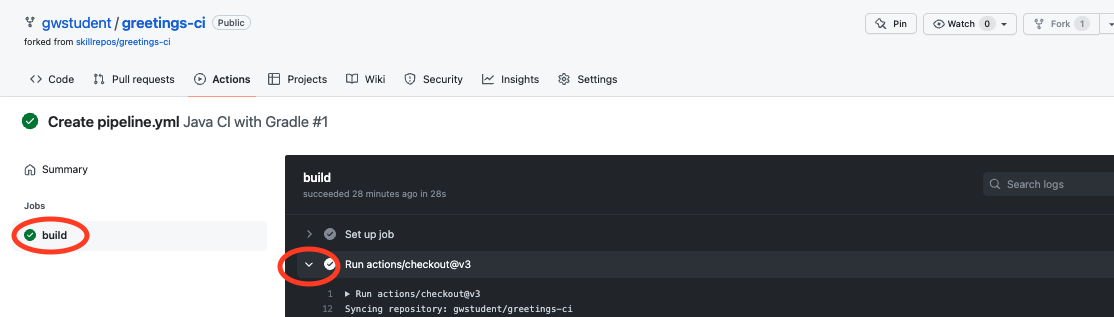 gwstudent / greetings-ci Public
Pin Watch 0 Fork 1
forked from skillrepos/greetings-ci
Code Pull requests Actions Projects Wiki Security Insights Settings
Create pipeline.yml Java CI with Gradle #1
Summary
Jobs
build
build
succeeded 28 minutes ago in 28s
Search logs
Set up job
Run actions/checkout@v3
1 Run actions/checkout@v3
12 Syncing repository: gwstudent/greetings-ci